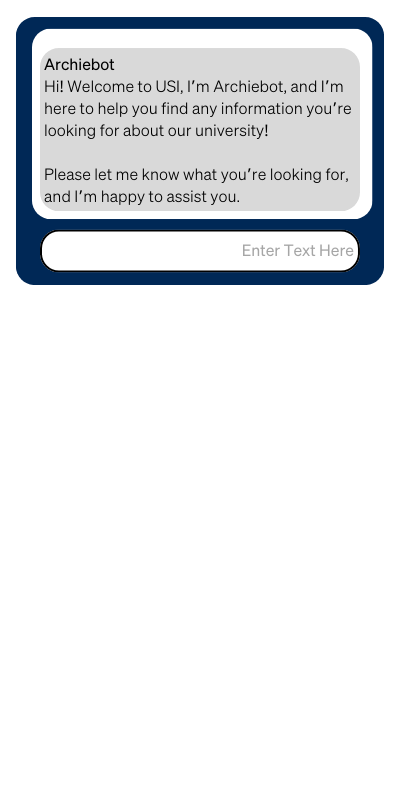 Archiebot
Hi! Welcome to USI, I'm Archiebot, and I'm
here to help you find any information you're
looking for about our university!
Please let me know what you're looking for,
and I'm happy to assist you.
Enter Text Here